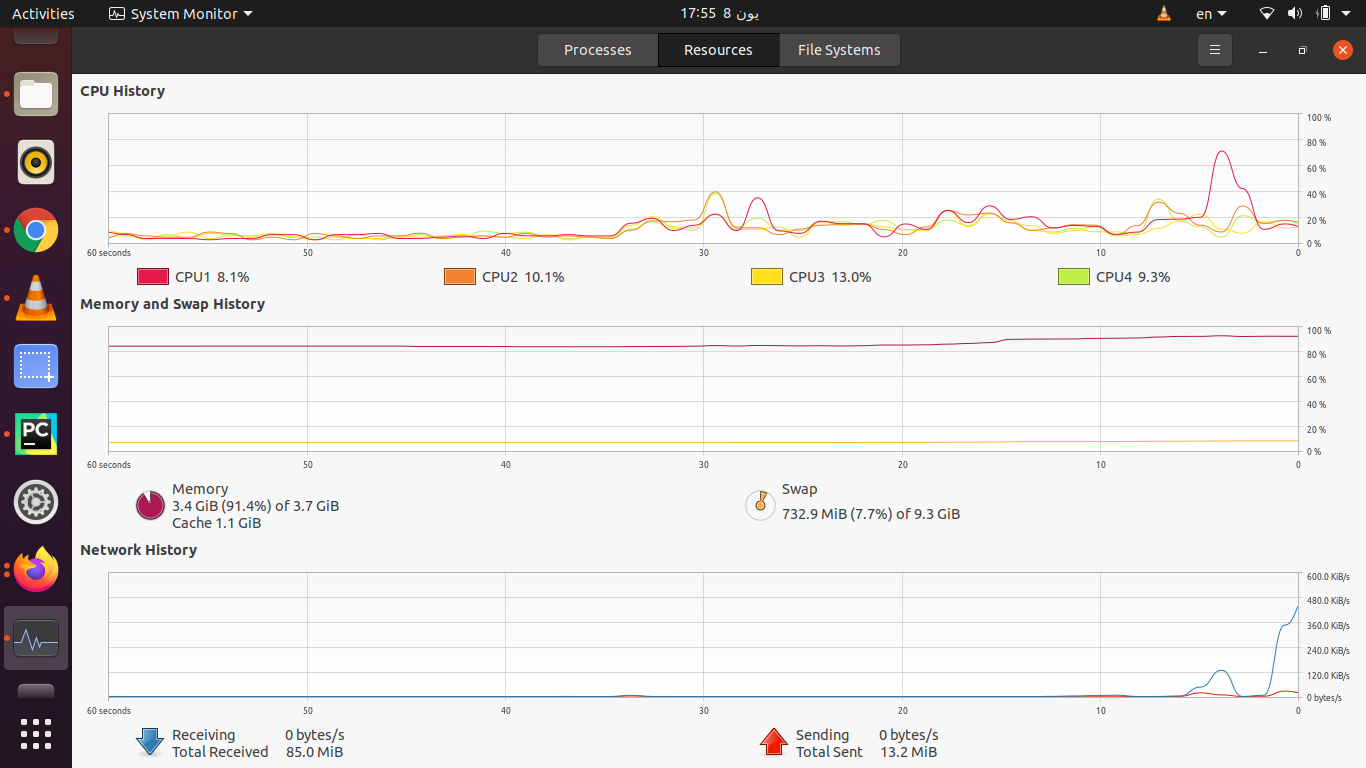 Activities System Monitor 17:55 8 يون en
Processes Resources File Systems
CPU History
100 %
80 %
60 %
40 %
20 %
0 %
60 seconds 50 40 30 20 10 0
CPU1 8.1% CPU2 10.1% CPU3 13.0% CPU4 9.3%
Memory and Swap History
100 %
80 %
60 %
40 %
20 %
0 %
60 seconds 50 40 30 20 10 0
Memory
3.4 GiB (91.4%) of 3.7 GiB
Cache 1.1 GiB
Swap
732.9 MiB (7.7%) of 9.3 GiB
Network History
600.0 KiB/s
480.0 KiB/s
360.0 KiB/s
240.0 KiB/s
120.0 KiB/s
0 bytes/s
60 seconds 50 40 30 20 10 0
Receiving 0 bytes/s
Total Received 85.0 MiB
Sending 0 bytes/s
Total Sent 13.2 MiB
PC